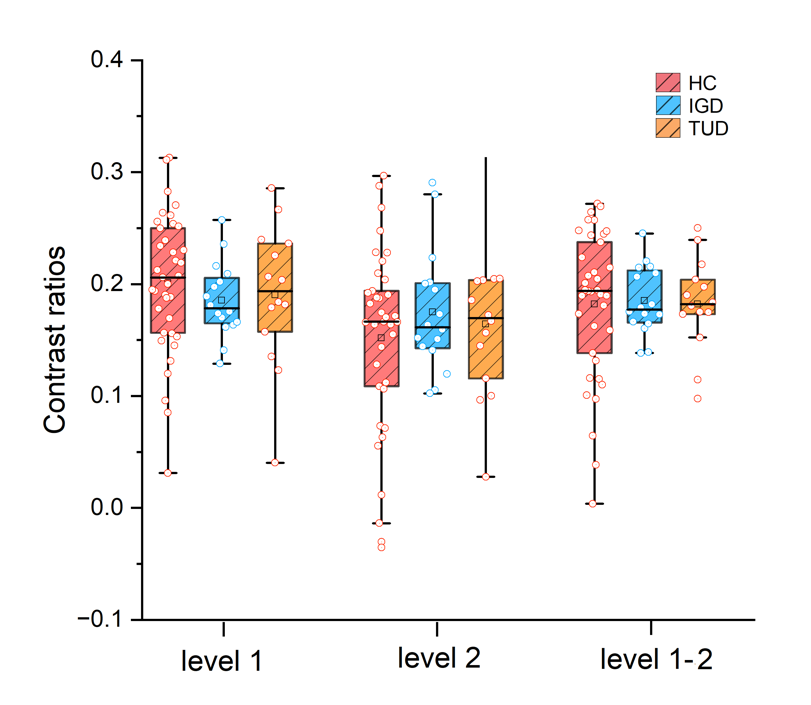 0.4
HC
IGD
TUD
0.3
0.2
0.1
0.0
−0.1
Contrast ratios
level 1
level 2
level 1-2